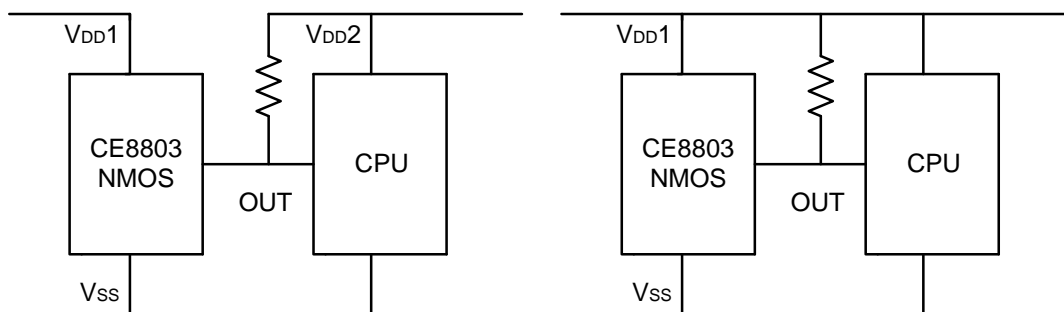 VDD1
VDD2
CE8803
NMOS
CPU
OUT
VSS
VDD1
CE8803
NMOS
CPU
OUT
VSS